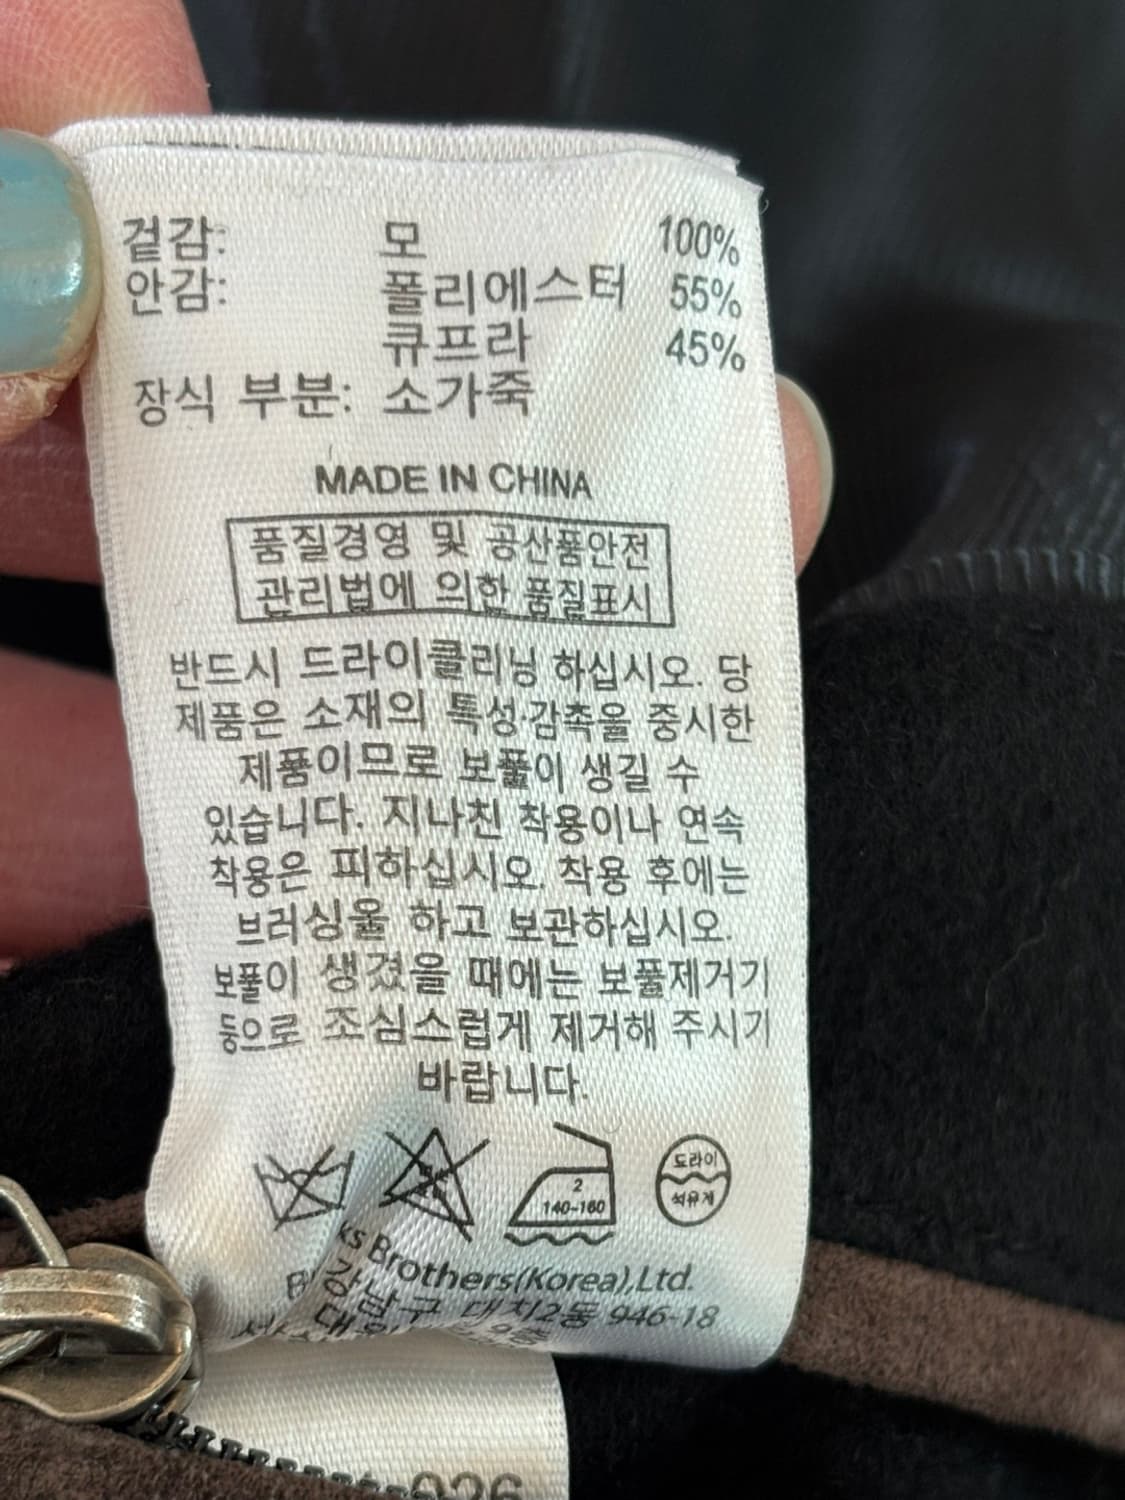 겉감: 모 100%
안감: 폴리에스터 55%
큐프라 45%
장식 부분: 소가죽
MADE IN CHINA
품질경영 및 공산품안전
관리법에 의한 품질표시
반드시 드라이클리닝 하십시오. 당
제품은 소재의 특성·감촉을 중시한
제품이므로 보풀이 생길 수
있습니다. 지나친 착용이나 연속
착용은 피하십시오. 착용 후에는
브러싱을 하고 보관하십시오.
보풀이 생겼을 때에는 보풀제거기
등으로 조심스럽게 제거해 주시기
바랍니다.
2
140~160
드라이
석유계
ks Brothers(Korea),Ltd.
강남구 대치2동 946-18
026